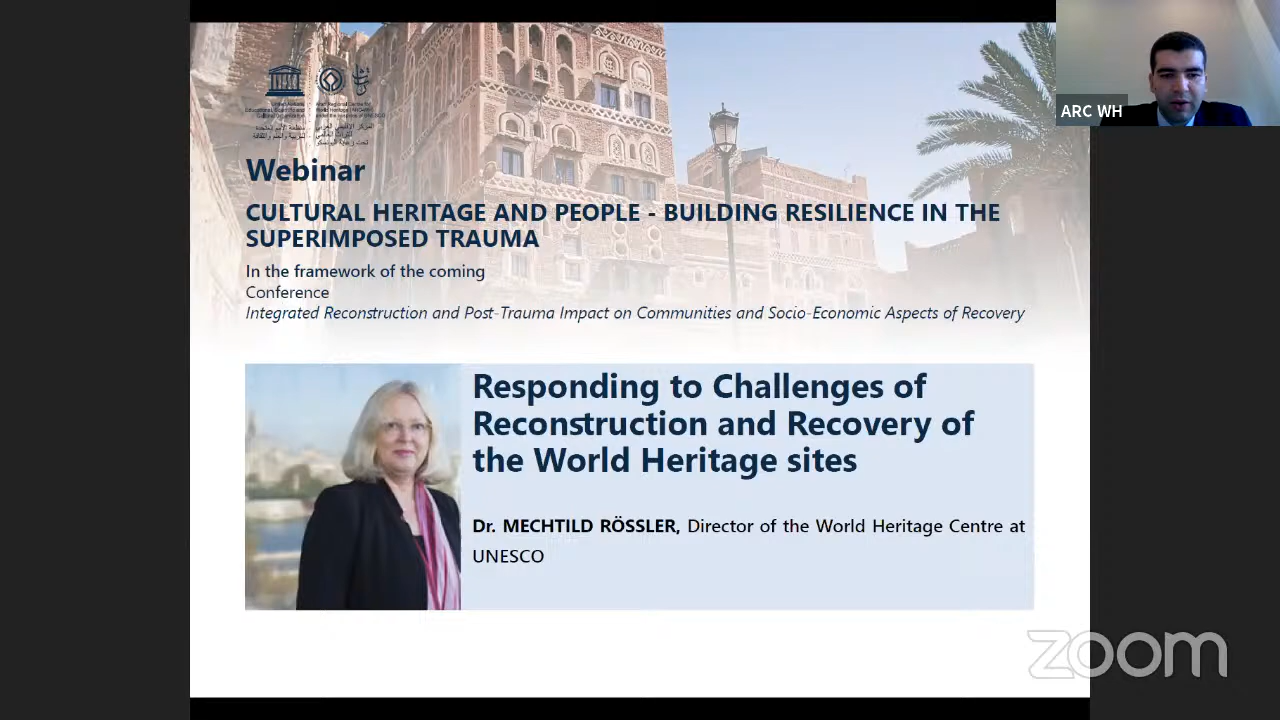 Webinar
CULTURAL HERITAGE AND PEOPLE - BUILDING RESILIENCE IN THE
SUPERIMPOSED TRAUMA
In the framework of the coming
Conference
Integrated Reconstruction and Post-Trauma Impact on Communities and Socio-Economic Aspects of Recovery
ARC WH
Responding to Challenges of
Reconstruction and Recovery of
the World Heritage sites
Dr. MECHTILD RÖSSLER, Director of the World Heritage Centre at
UNESCO
zoom